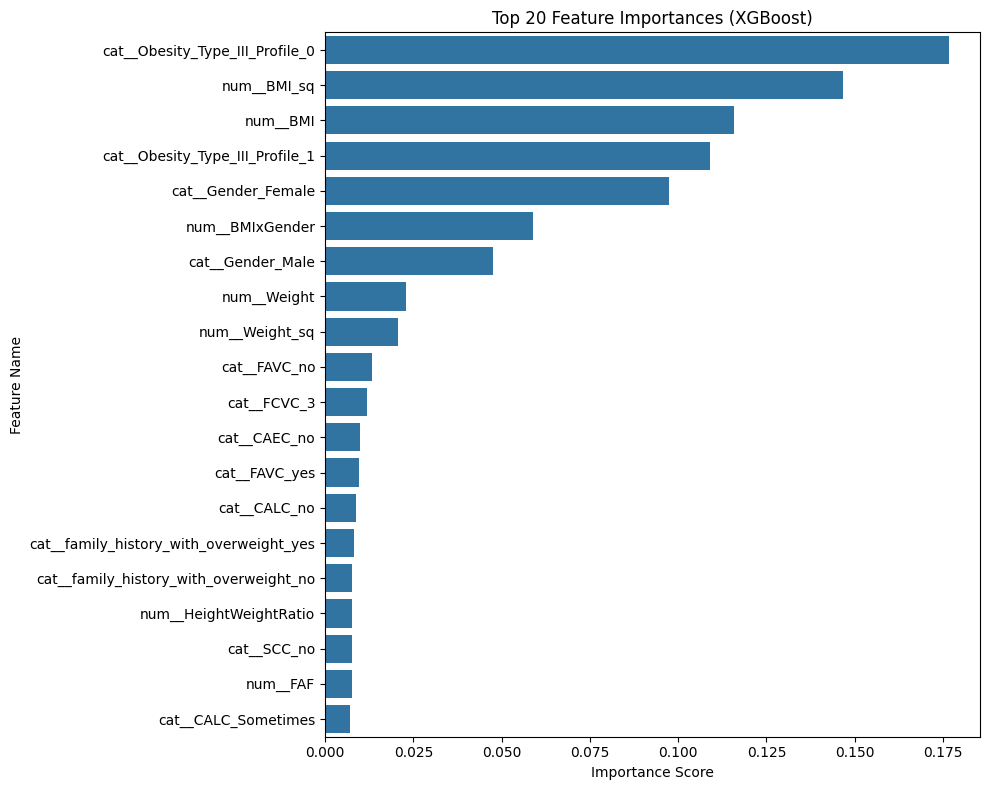 Top 20 Feature Importances (XGBoost)
Feature Name
cat__Obesity_Type_III_Profile_0
num__BMI_sq
num__BMI
cat__Obesity_Type_III_Profile_1
cat__Gender_Female
num__BMIxGender
cat__Gender_Male
num__Weight
num__Weight_sq
cat__FAVC_no
cat__FCVC_3
cat__CAEC_no
cat__FAVC_yes
cat__CALC_no
cat__family_history_with_overweight_yes
cat__family_history_with_overweight_no
num__HeightWeightRatio
cat__SCC_no
num__FAF
cat__CALC_Sometimes
0.000 0.025 0.050 0.075 0.100 0.125 0.150 0.175
Importance Score